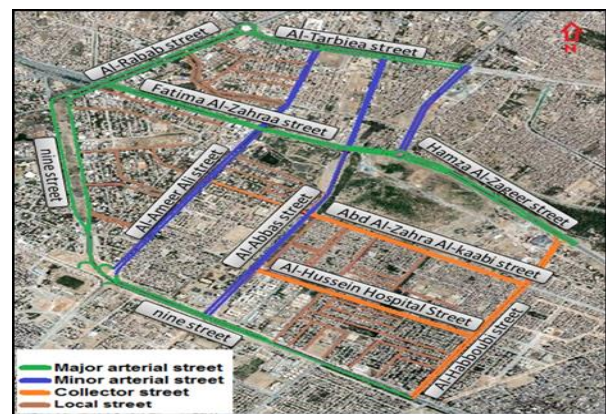 Al-Rabab street
Al-Tarbiea street
N
Fatima Al-Zahraa street
Hamza Al-Zageer street
nine street
Al-Ameer Ali street
Al-Abbas street
Abd Al-Zahra Al-kaabi street
Al-Hussein Hospital Street
nine street
Al-Habboubi street
Major arterial street
Minor arterial street
Collector street
Local street